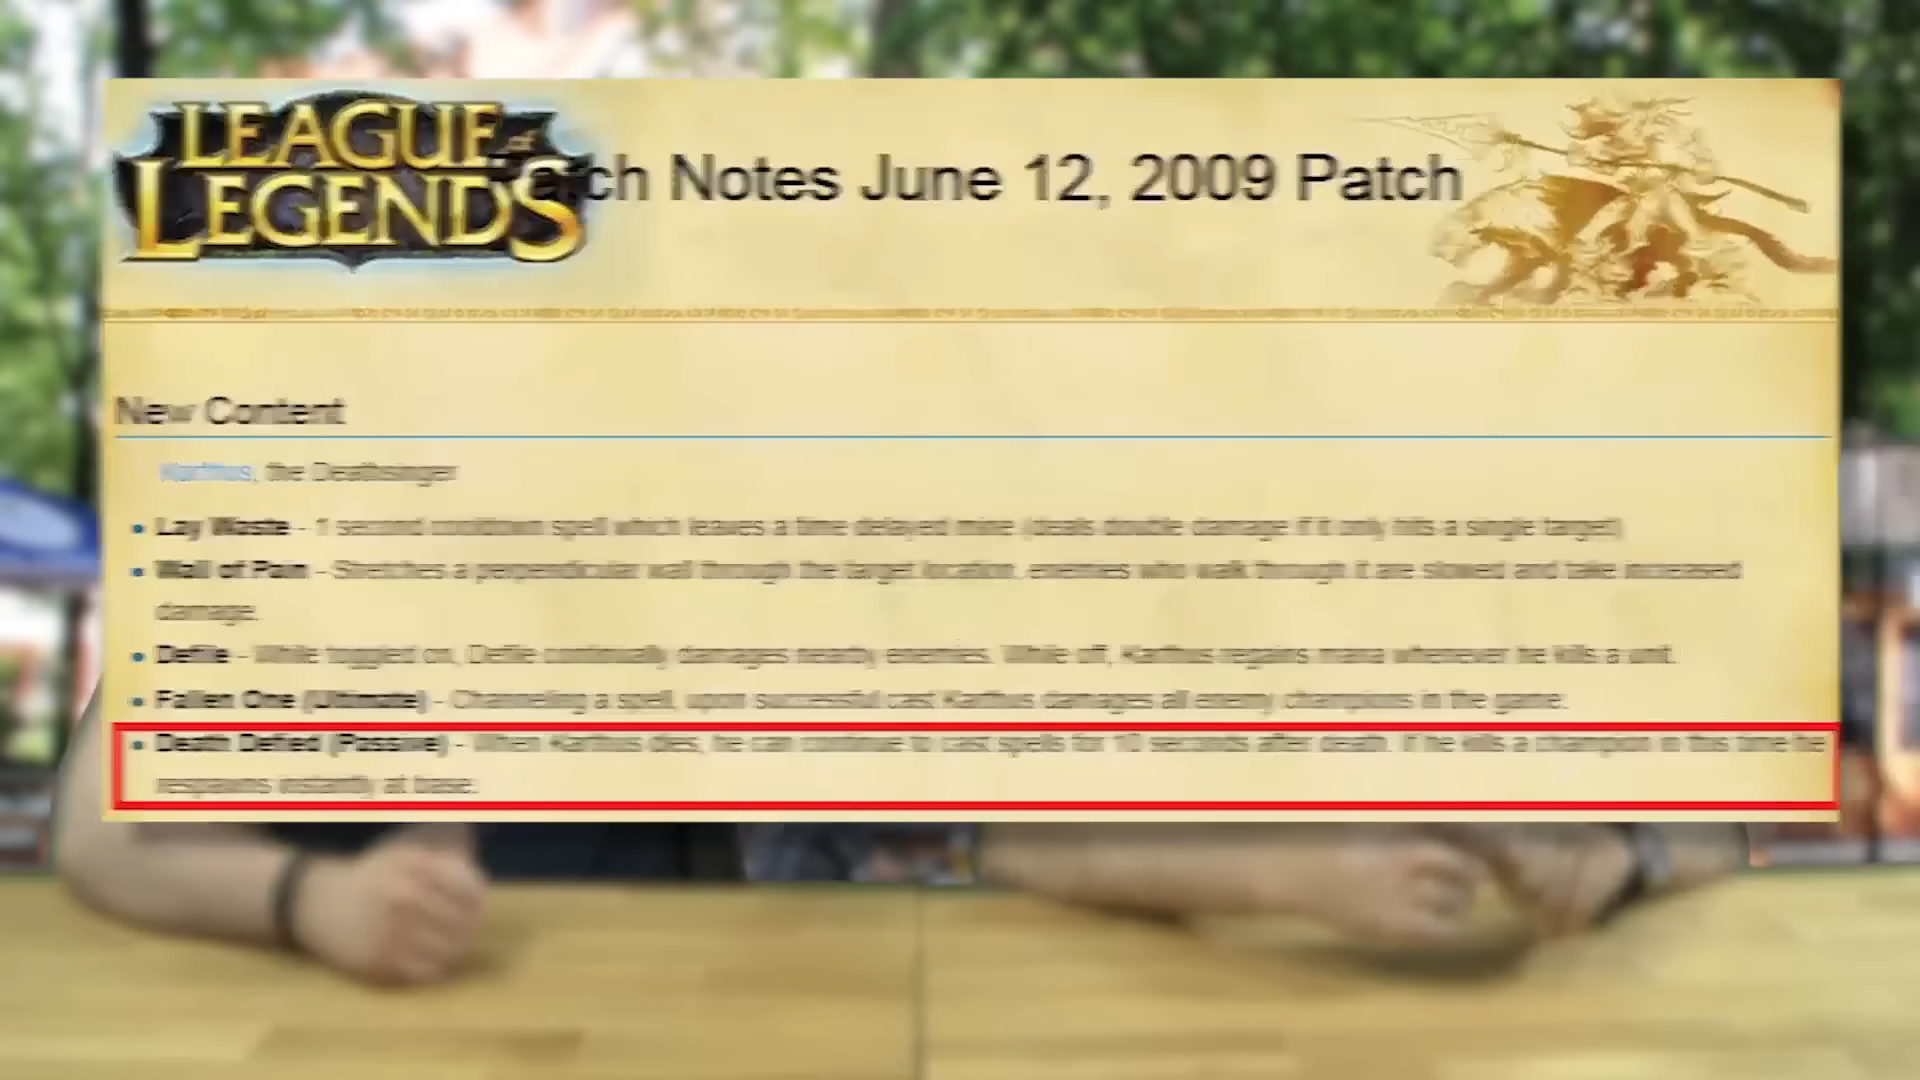 LEAGUE of
LEGENDS
Patch Notes June 12, 2009 Patch
New Content
Karthus, the Deathsinger
Lay Waste - 1 second cooldown spell which leaves a time delayed mine (deals double damage if it only hits a single target)
Wall of Pain - Stretches a perpendicular wall through the target location, enemies who walk through it are slowed and take increased
damage.
Defile - While toggled on, Defile continually damages nearby enemies. While off, Karthus regains mana whenever he kills a unit.
Fallen One (Ultimate) - Channeling a spell, upon successful cast Karthus damages all enemy champions in the game.
Death Defied (Passive) - When Karthus dies, he can continue to cast spells for 10 seconds after death. If he kills a champion in this time he
respawns instantly at base.